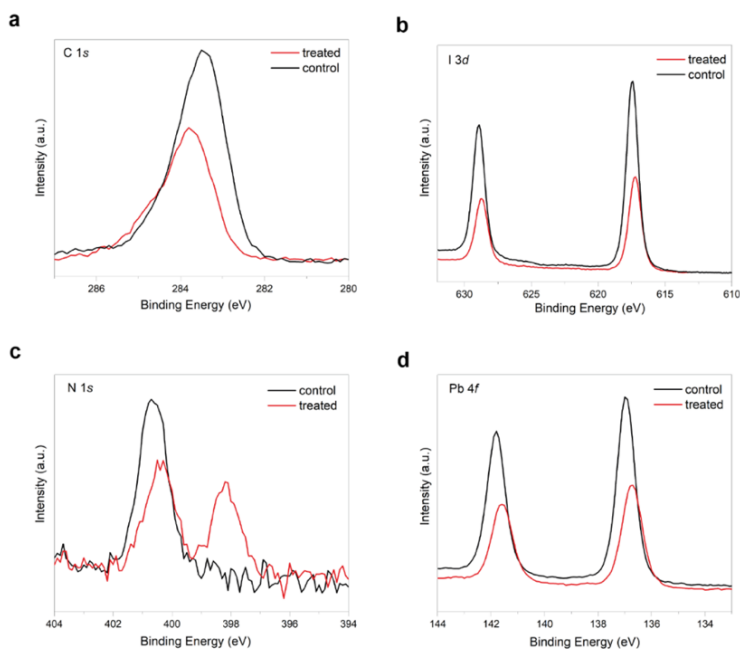 a
C 1s
treated
control
Intensity (a.u.)
286 284 282 280
Binding Energy (eV)
b
I 3d
treated
control
Intensity (a.u.)
630 625 620 615 610
Binding Energy (eV)
c
N 1s
control
treated
Intensity (a.u.)
404 402 400 398 396 394
Binding Energy (eV)
d
Pb 4f
control
treated
Intensity (a.u.)
144 142 140 138 136 134
Binding Energy (eV)